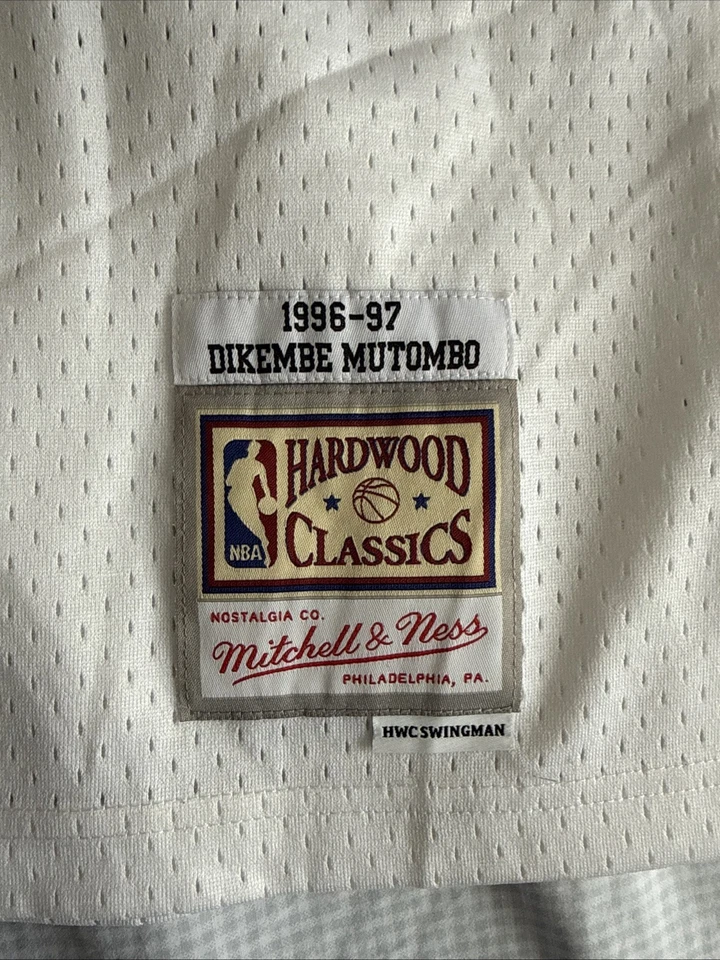 1996-97
DIKEMBE MUTOMBO
HARDWOOD
NBA
CLASSICS
NOSTALGIA CO.
Mitchell & Ness
PHILADELPHIA, PA.
HWC SWINGMAN